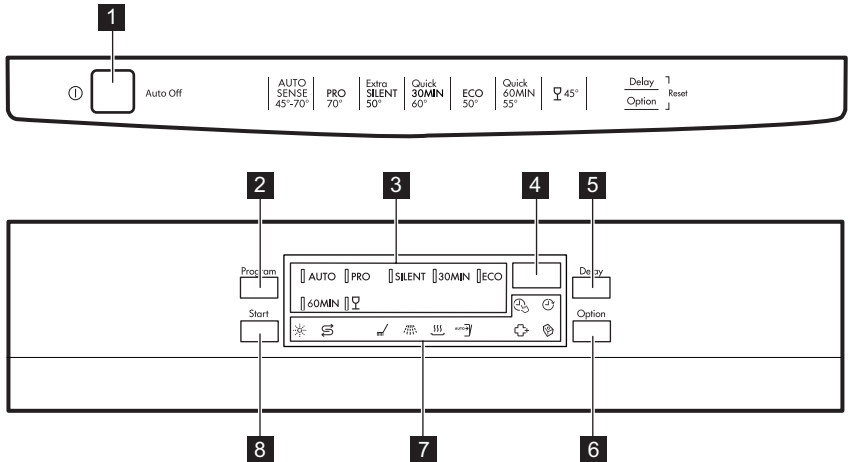 1
Auto Off
AUTO SENSE 45°-70°
PRO 70°
Extra SILENT 50°
Quick 30MIN 60°
ECO 50°
Quick 60MIN 55°
45°
Delay
Option
Reset
2
3
4
5
Program
AUTO PRO SILENT 30MIN ECO
Delay
60MIN
Start
Option
auto
8
7
6